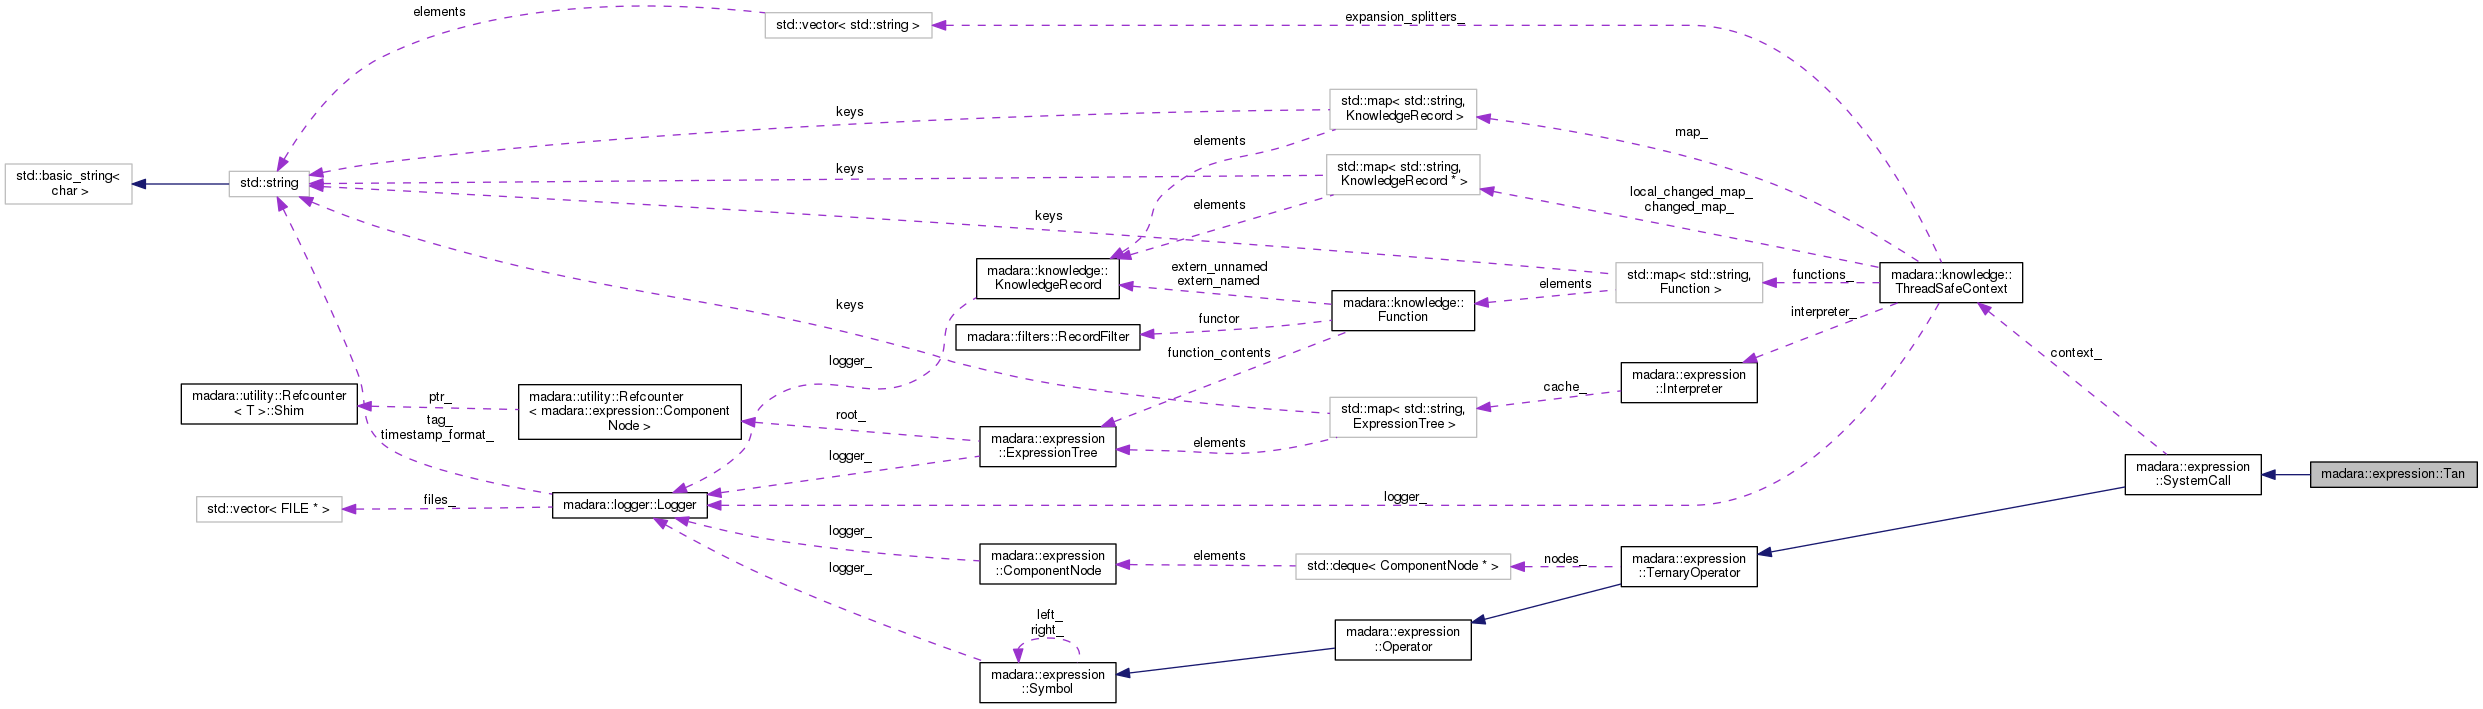 elements
std::vector< std::string >
expansion_splitters_
std::map< std::string,
KnowledgeRecord >
keys
map_
elements
std::map< std::string,
KnowledgeRecord * >
keys
std::basic_string<
char >
std::string
local_changed_map_
changed_map_
elements
keys
madara::knowledge::
KnowledgeRecord
extern_unnamed
extern_named
std::map< std::string,
Function >
functions_
madara::knowledge::
ThreadSafeContext
elements
madara::knowledge::
Function
keys
interpreter_
functor
madara::filters::RecordFilter
function_contents
context_
logger_
madara::expression
::Interpreter
cache_
madara::utility::Refcounter
< T >::Shim
ptr_
madara::utility::Refcounter
< madara::expression::Component
Node >
root_
std::map< std::string,
ExpressionTree >
tag_
timestamp_format_
madara::expression
::ExpressionTree
elements
logger_
madara::expression
::SystemCall
madara::expression::Tan
std::vector< FILE * >
files_
madara::logger::Logger
logger_
logger_
madara::expression
::ComponentNode
elements
std::deque< ComponentNode * >
nodes_
madara::expression
::TernaryOperator
logger_
left_
right_
madara::expression
::Operator
madara::expression
::Symbol